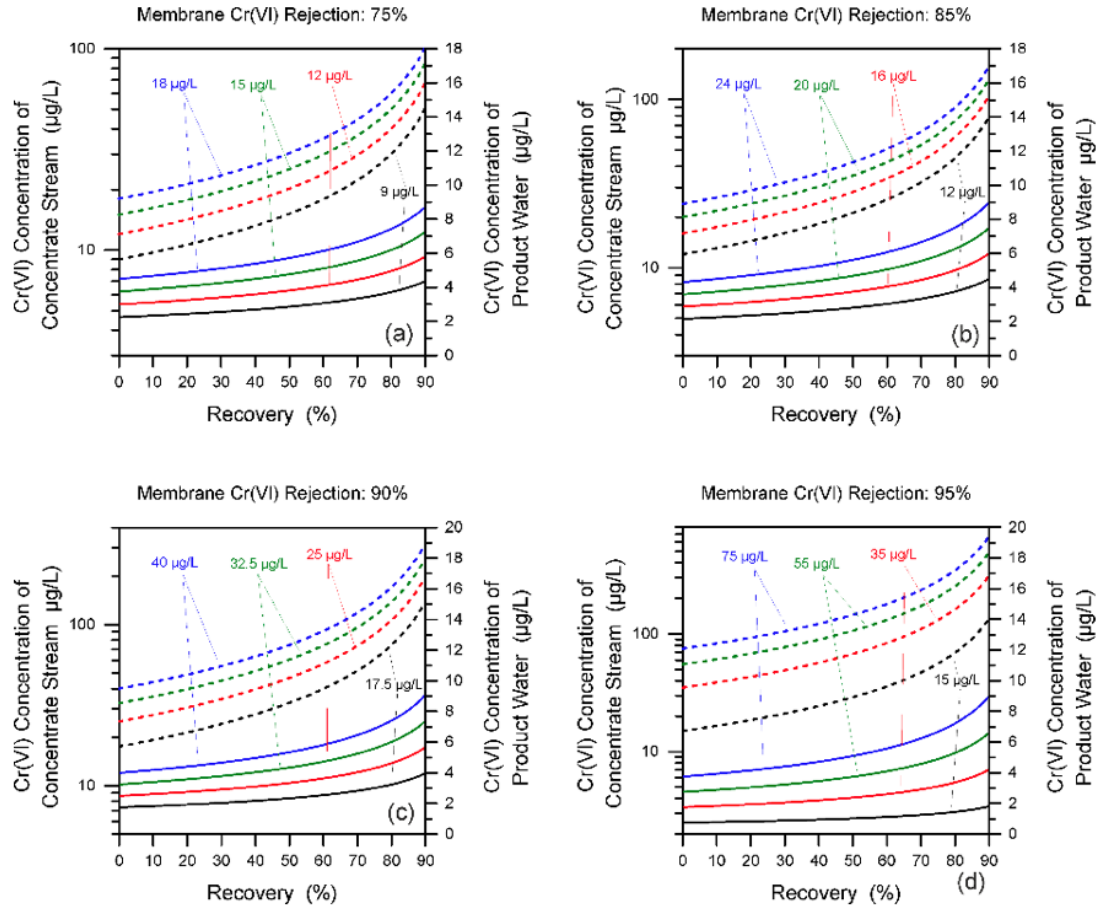 Membrane Cr(VI) Rejection: 75%
Cr(VI) Concentration of
Concentrate Stream (µg/L)
100
10
18 µg/L
15 µg/L
12 µg/L
9 µg/L
(a)
18
16
14
12
10
8
6
4
2
0
Cr(VI) Concentration of
Product Water (µg/L)
0 10 20 30 40 50 60 70 80 90
Recovery (%)
Membrane Cr(VI) Rejection: 85%
Cr(VI) Concentration of
Concentrate Stream µg/L)
100
10
24 µg/L
20 µg/L
16 µg/L
12 µg/L
(b)
18
16
14
12
10
8
6
4
2
0
Cr(VI) Concentration of
Product Water µg/L)
0 10 20 30 40 50 60 70 80 90
Recovery (%)
Membrane Cr(VI) Rejection: 90%
Cr(VI) Concentration of
Concentrate Stream µg/L)
100
10
40 µg/L
32.5 µg/L
25 µg/L
17.5 µg/L
(c)
20
18
16
14
12
10
8
6
4
2
0
Cr(VI) Concentration of
Product Water (µg/L)
0 10 20 30 40 50 60 70 80 90
Recovery (%)
Membrane Cr(VI) Rejection: 95%
Cr(VI) Concentration of
Concentrate Stream (µg/L)
100
10
75 µg/L
55 µg/L
35 µg/L
15 µg/L
20
18
16
14
12
10
8
6
4
2
0
Cr(VI) Concentration of
Product Water (µg/L)
0 10 20 30 40 50 60 70 80 90
Recovery (%)
(d)